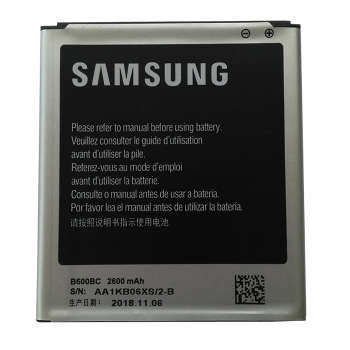 SAMSUNG
Please refer to manual before using battery.
Veuillez consulter le guide d'utilisation
avant d'utiliser la pile.
Referez-vous au mode d'emploi
avant d'utiliser la batterie.
Consulte o manual antes de usar a bateria.
Por favor lea el manual antes de utilizar la bateria.
请按照说明书指示使用电池
B600BC 2600 mAh
S/N: AA1KB06XS/2-B
生产日期: 2018.11.06